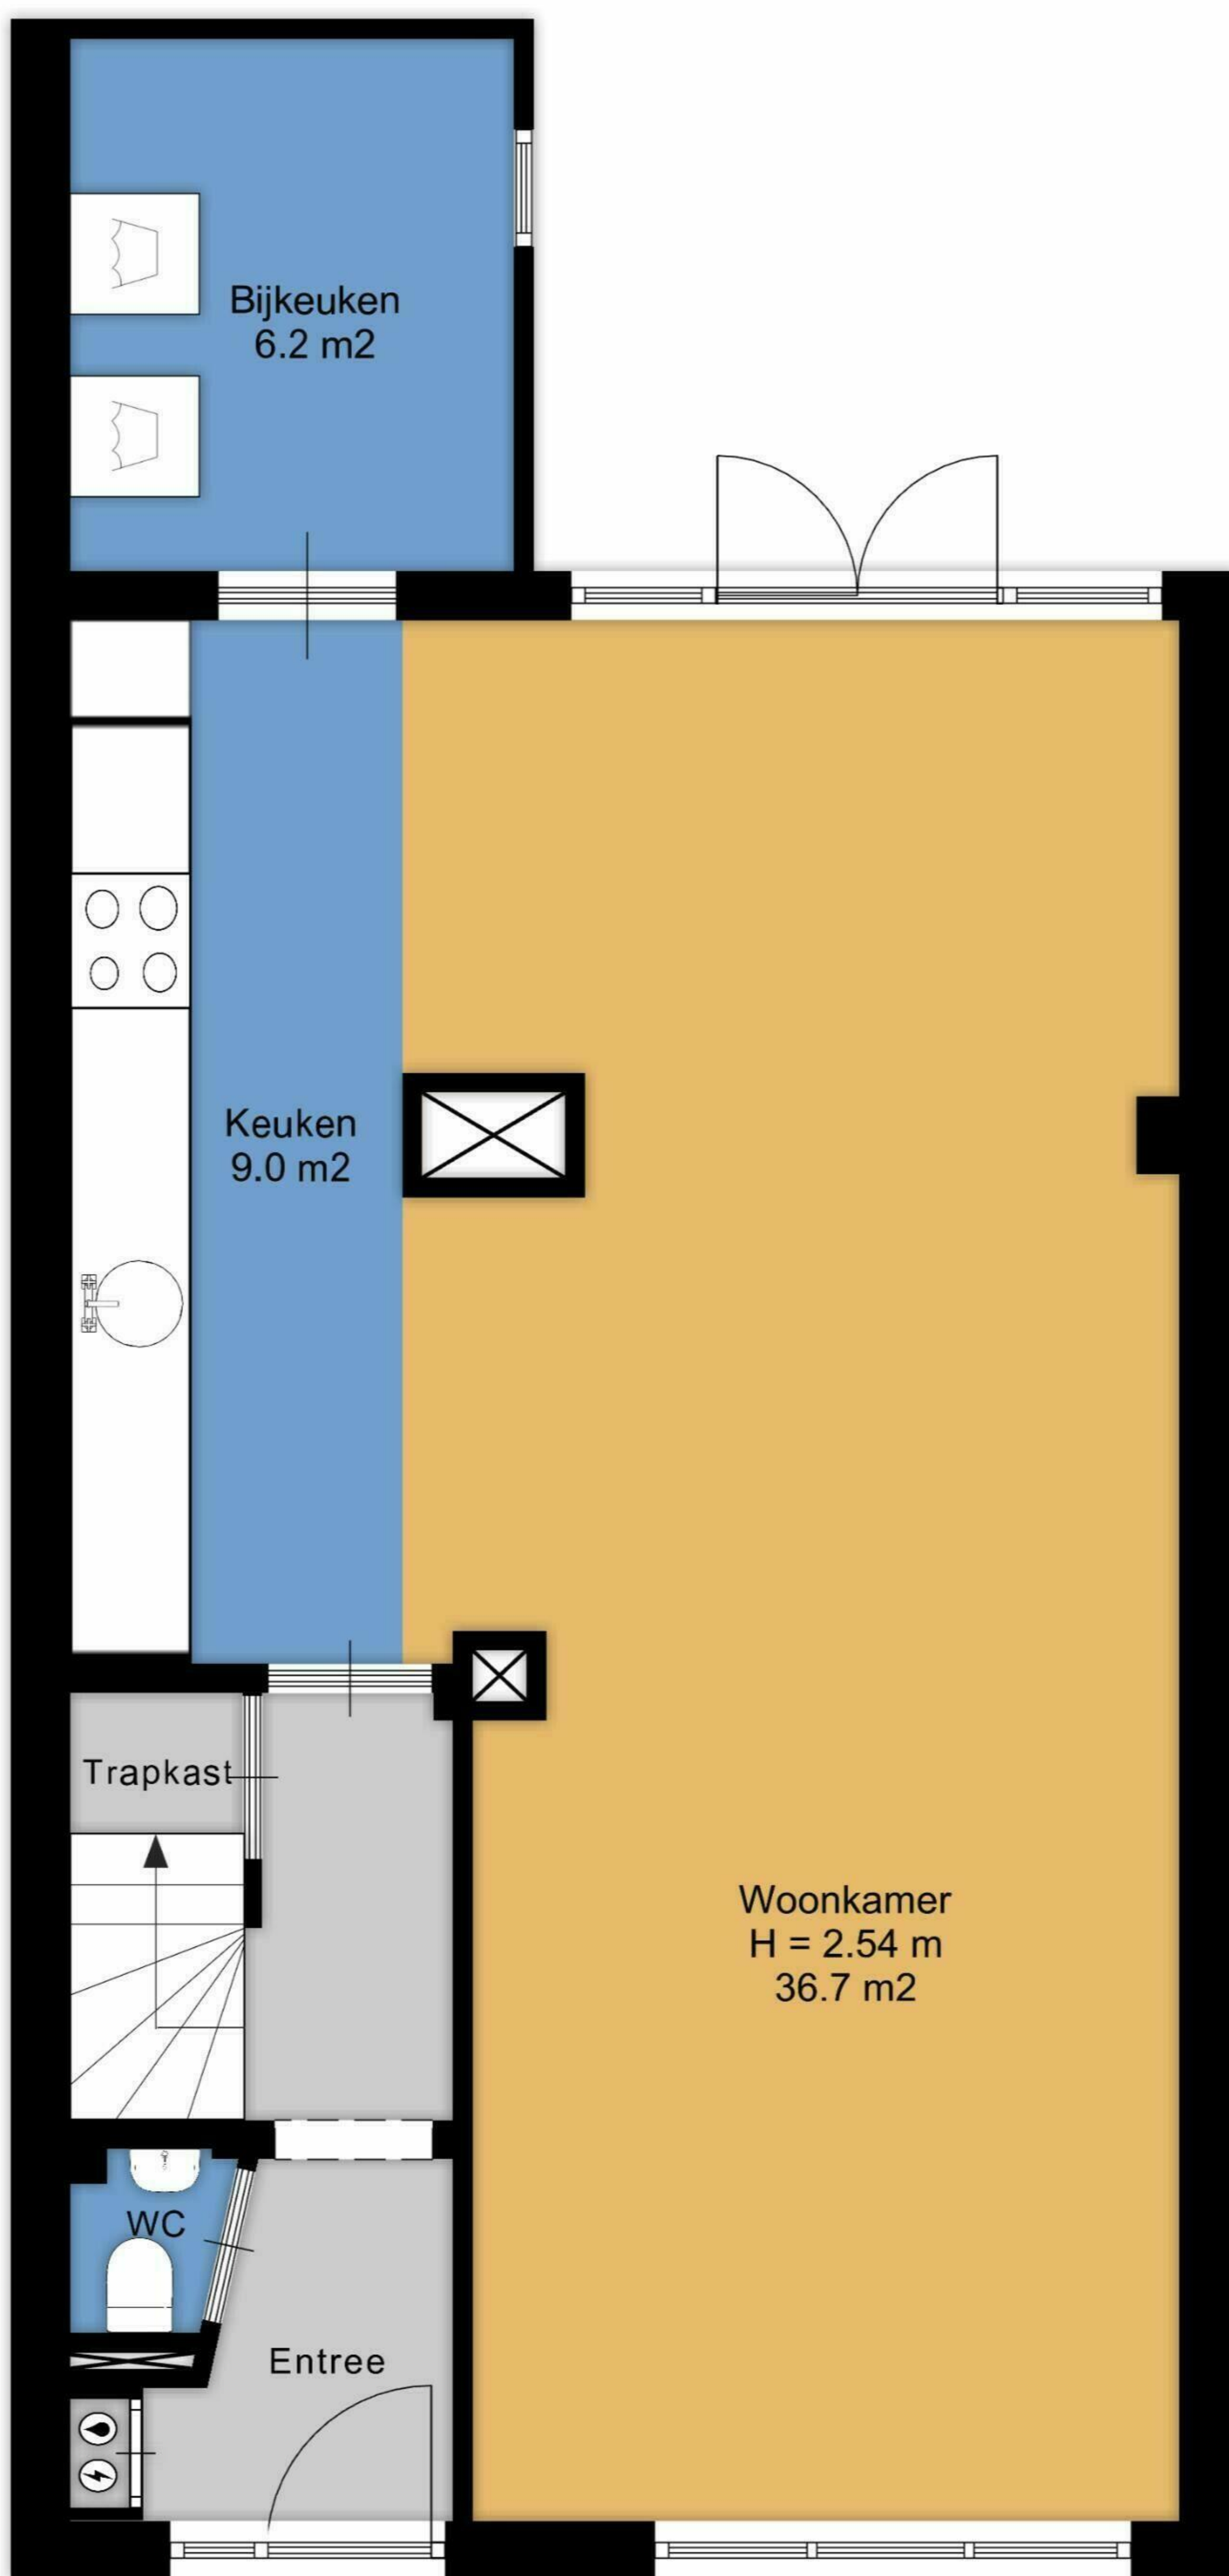 Bijkeuken
6.2 m2
Keuken
9.0 m2
Trapkast
Woonkamer
H = 2.54 m
36.7 m2
WC
Entree